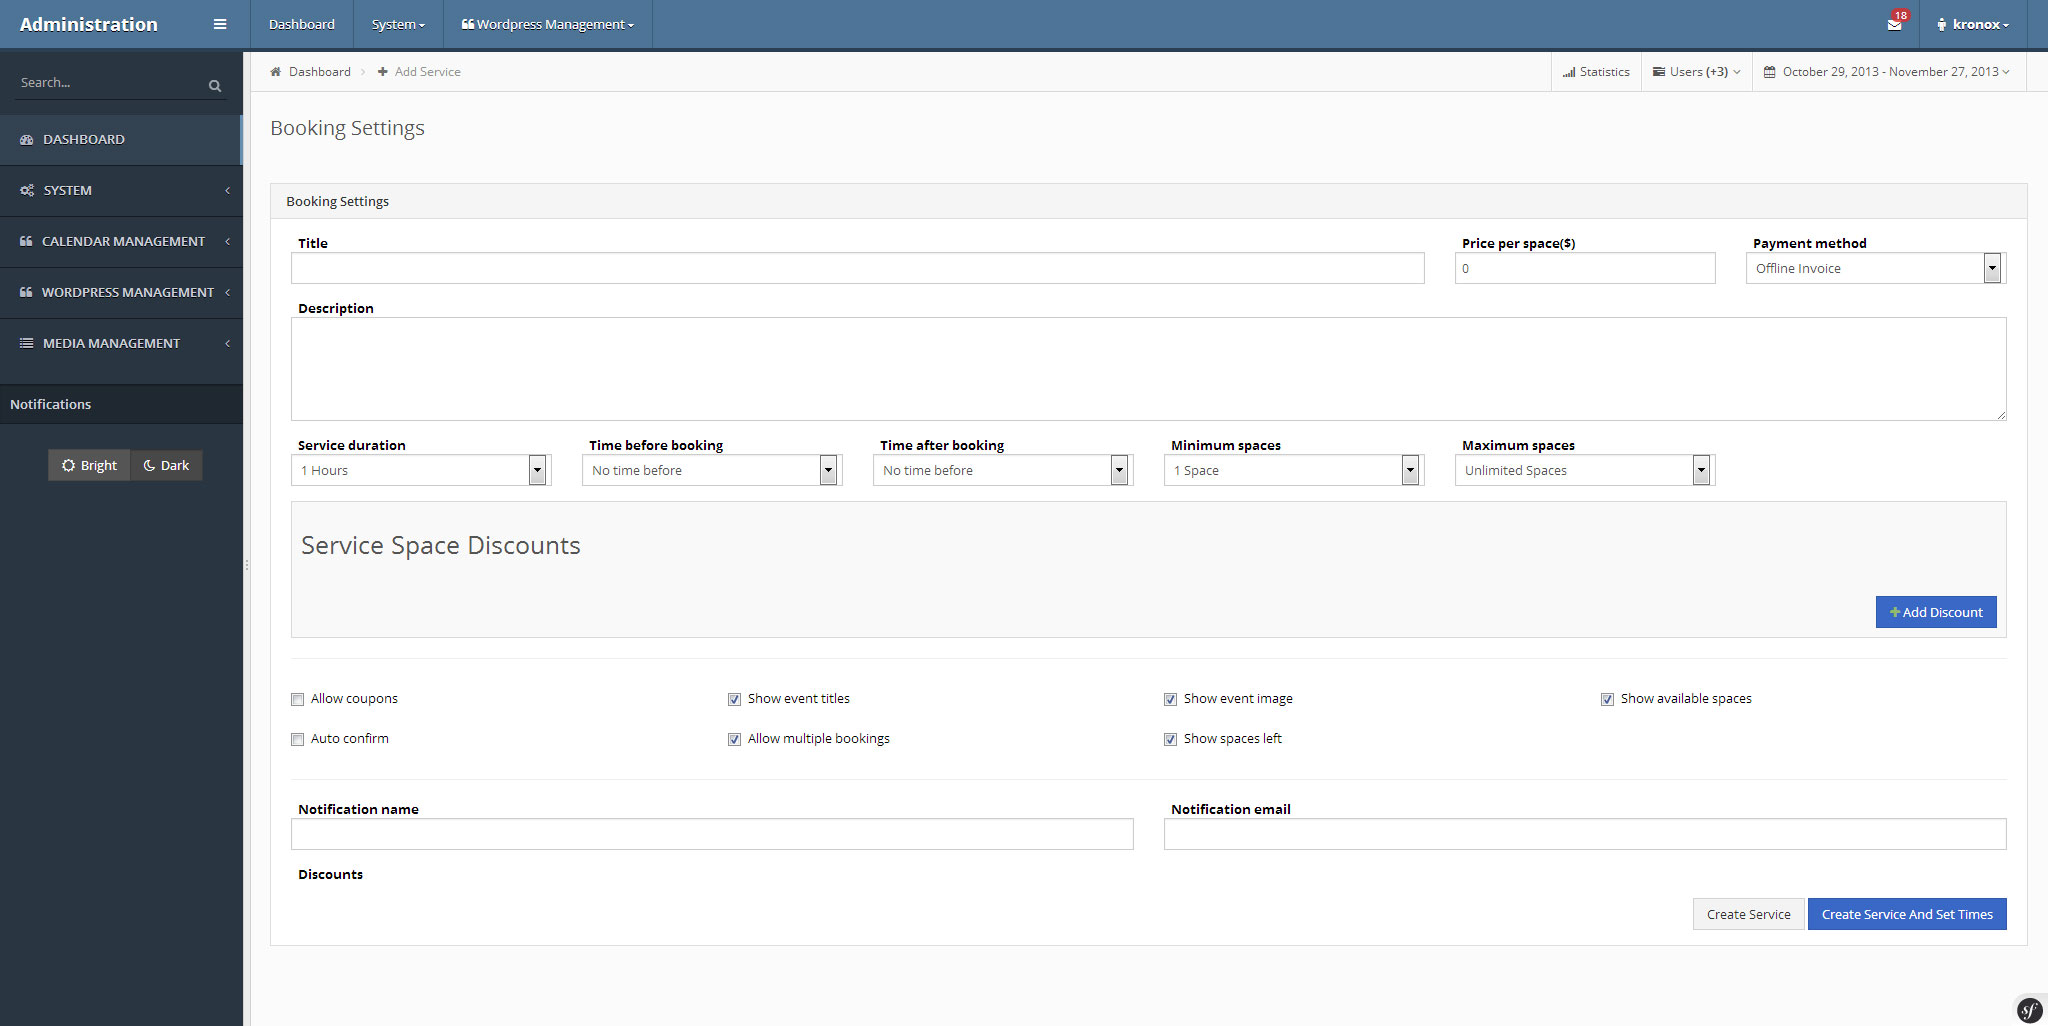 Administration
Dashboard System Wordpress Management 18 kronox
Search...
Dashboard Add Service Statistics Users (+3) October 29, 2013 - November 27, 2013
DASHBOARD
SYSTEM
CALENDAR MANAGEMENT
WORDPRESS MANAGEMENT
MEDIA MANAGEMENT
Notifications
Bright Dark
Booking Settings
Booking Settings
Title Price per space($) Payment method
0 Offline Invoice
Description
Service duration Time before booking Time after booking Minimum spaces Maximum spaces
1 Hours No time before No time before 1 Space Unlimited Spaces
Service Space Discounts
Add Discount
Allow coupons Show event titles Show event image Show available spaces
Auto confirm Allow multiple bookings Show spaces left
Notification name Notification email
Discounts
Create Service Create Service And Set Times
sf